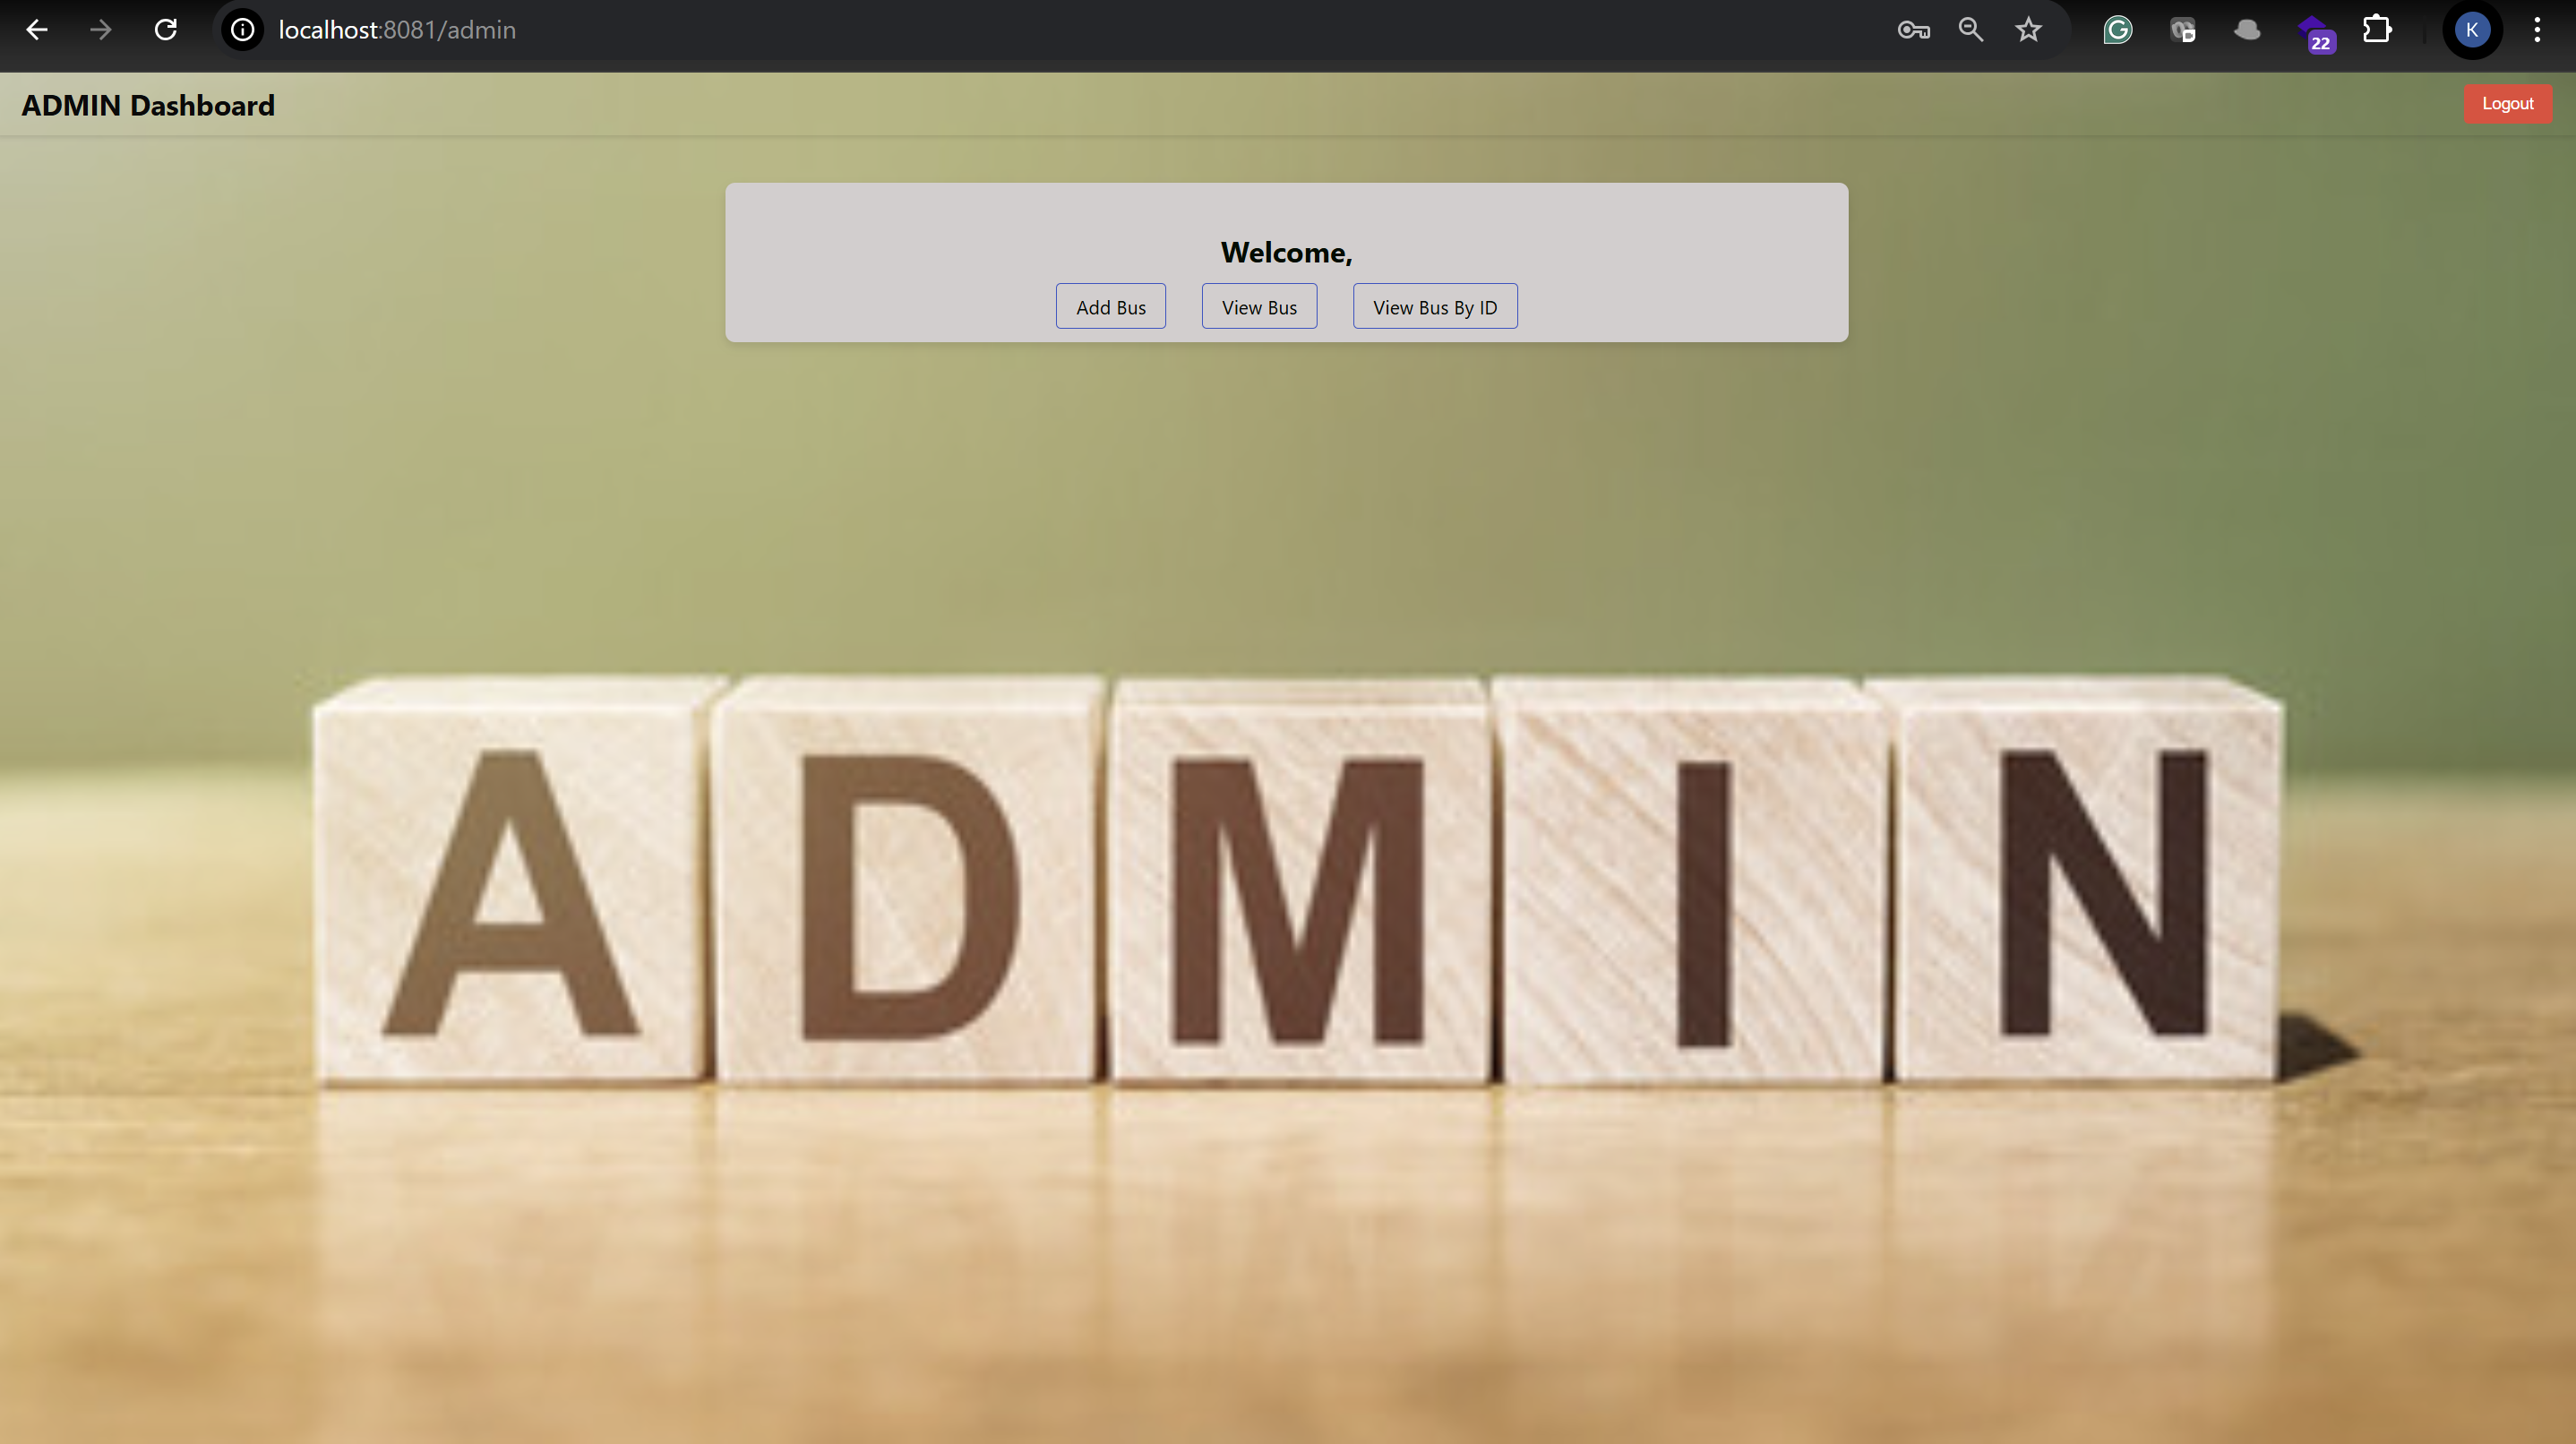 localhost:8081/admin
22
K
ADMIN Dashboard
Logout
Welcome,
Add Bus
View Bus
View Bus By ID
ADMIN